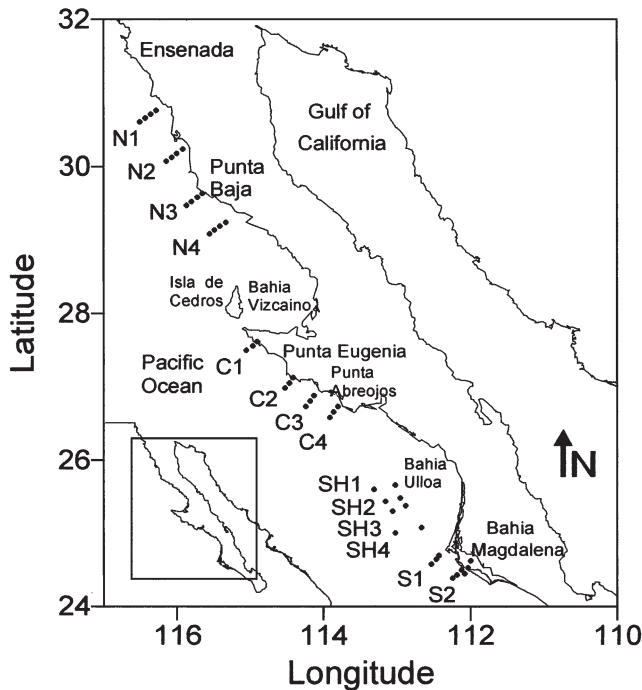 32
Ensenada
Gulf of
California
N1
N2
30
Punta
Baja
N3
N4
Isla de
Cedros
Bahia
Vizcaino
28
Latitude
Punta Eugenia
Pacific
Ocean
C1
Punta
Abreojos
C2
C3
C4
26
Bahia
Ulloa
N
SH1
SH2
SH3
SH4
Bahia
Magdalena
S1
S2
24
116
114
112
110
Longitude